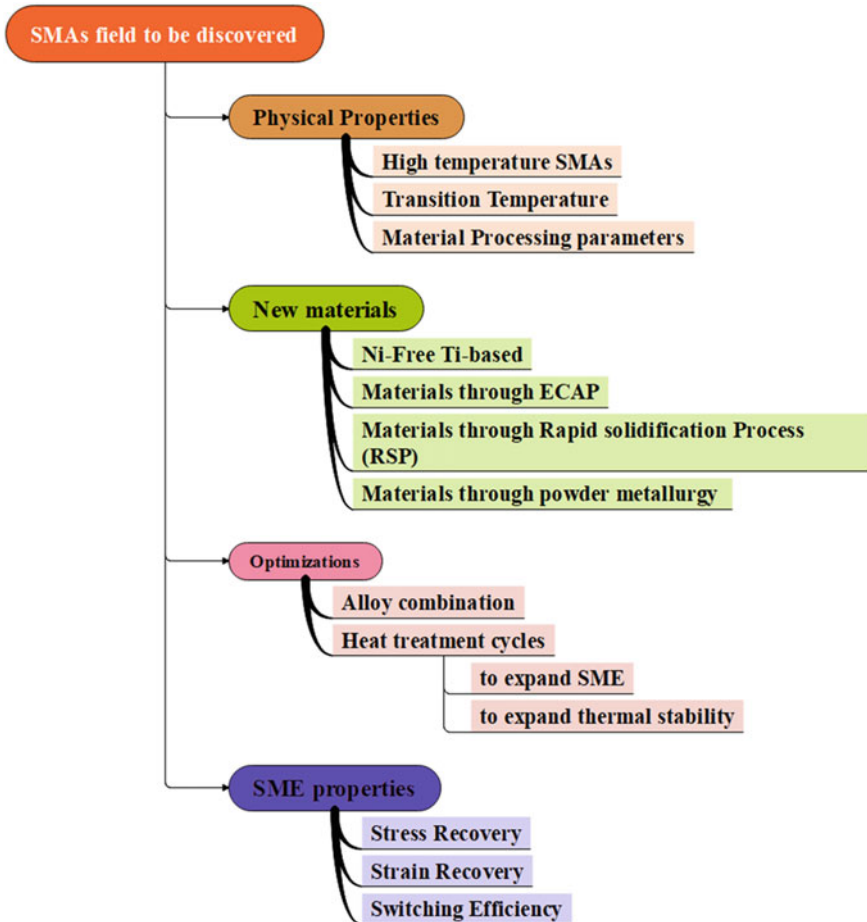 SMAs field to be discovered
Physical Properties
High temperature SMAs
Transition Temperature
Material Processing parameters
New materials
Ni-Free Ti-based
Materials through ECAP
Materials through Rapid solidification Process
(RSP)
Materials through powder metallurgy
Optimizations
Alloy combination
Heat treatment cycles
to expand SME
to expand thermal stability
SME properties
Stress Recovery
Strain Recovery
Switching Efficiency